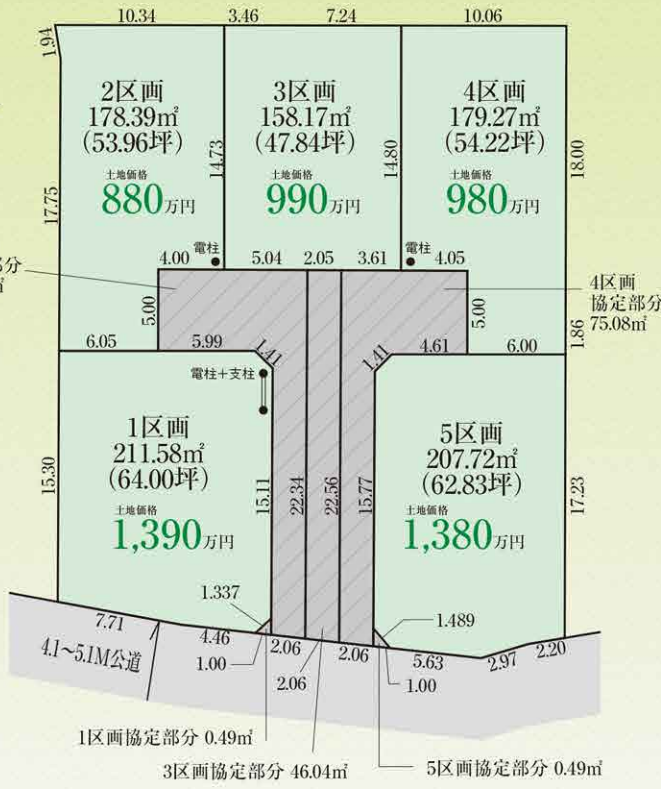 10.34 3.46 7.24 10.06
1.94
2区画
178.39㎡
(53.96坪)
土地価格
880万円
3区画
158.17㎡
(47.84坪)
土地価格
990万円
4区画
179.27㎡
(54.22坪)
土地価格
980万円
17.75
14.73
14.80
18.00
電柱
電柱
4.00 5.04 2.05 3.61 4.05
部分
㎡
4区画
協定部分
75.08㎡
5.00
5.00
1.86
6.05 5.99 1.41
1.41 4.61 6.00
電柱+支柱
1区画
211.58㎡
(64.00坪)
土地価格
1,390万円
5区画
207.72㎡
(62.83坪)
土地価格
1,380万円
15.30
15.11
22.34
22.56
15.77
17.23
1.337
1.489
7.71
4.46
1.00
2.06
2.06
2.06
5.63
1.00
2.97
2.20
4.1~5.1M公道
1区画協定部分 0.49㎡
3区画協定部分 46.04㎡
5区画協定部分 0.49㎡